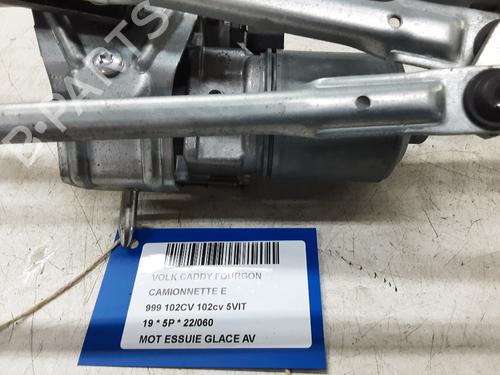 B-PARTS
VOLK CADDY FOURGON
CAMIONNETTE E
999 102CV 102cv 5VIT
19 * 5P * 22/060
MOT ESSUIE GLACE AV